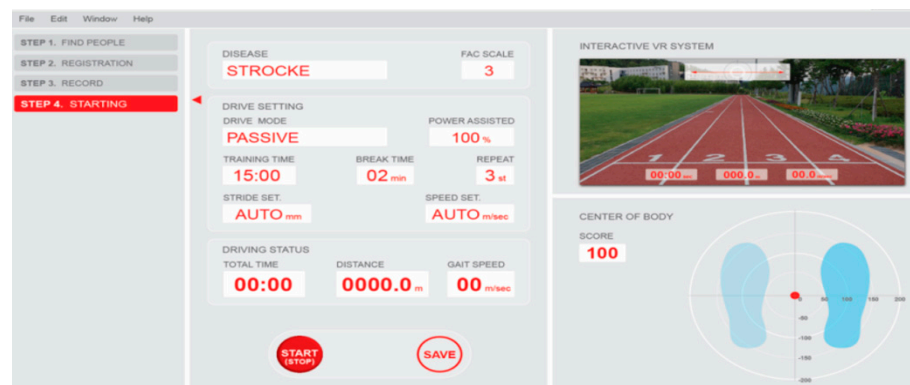 File Edit Window Help
STEP 1. FIND PEOPLE
STEP 2. REGISTRATION
STEP 3. RECORD
STEP 4. STARTING
DISEASE
STROCKE
FAC SCALE
3
DRIVE SETTING
DRIVE MODE
PASSIVE
POWER ASSISTED
100 %
TRAINING TIME
15:00
BREAK TIME
02 min
REPEAT
3 st
STRIDE SET.
AUTO mm
SPEED SET.
AUTO m/sec
DRIVING STATUS
TOTAL TIME
00:00
DISTANCE
0000.0 m
GAIT SPEED
00 m/sec
START
(STOP)
SAVE
INTERACTIVE VR SYSTEM
1 2 3 4
00:00 000.0 00.0
CENTER OF BODY
SCORE
100
0 50 100 150 200
-50
-100
-150
-200